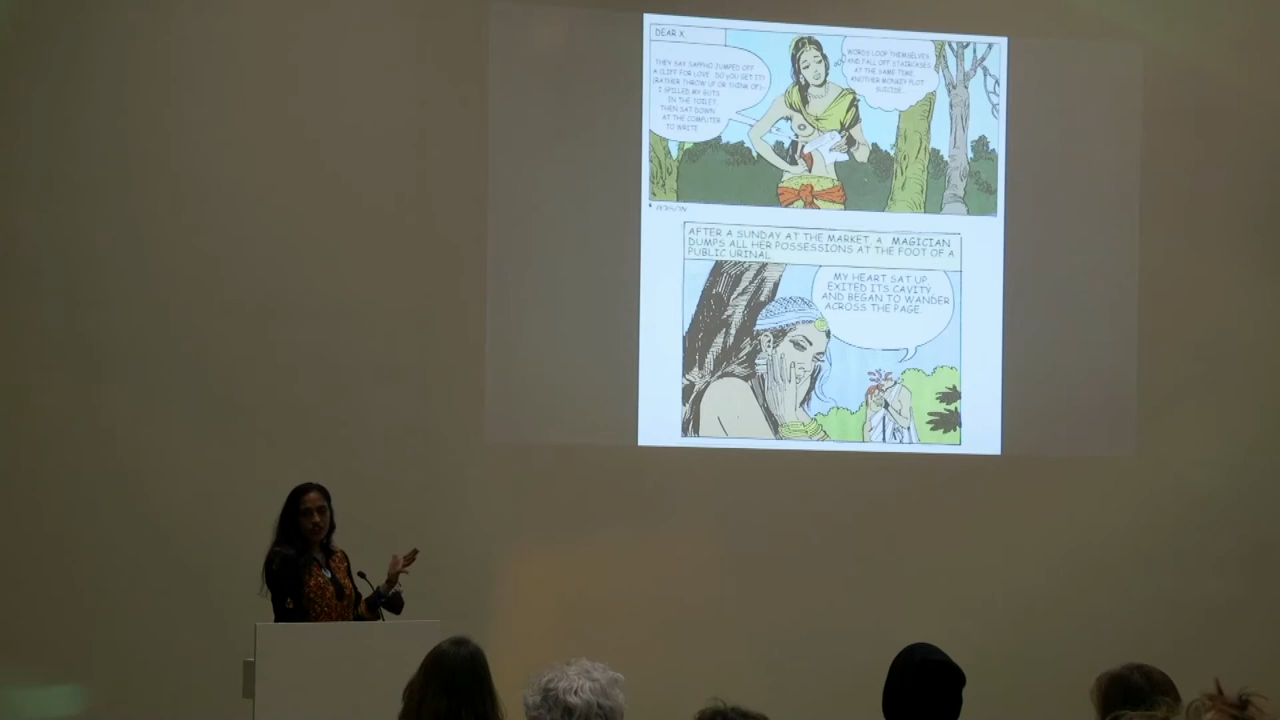 DEAR X,
THEY SAY SAPPHO JUMPED OFF
A CLIFF FOR LOVE. DO YOU GET IT?
(RATHER THROW UP OR THINK OF)-
I SPILLED MY GUTS
IN THE TOILET
THEN SAT DOWN
AT THE COMPUTER
TO WRITE
WORDS LOOP THEMSELVES
AND FALL OFF STAIRCASES
AT THE SAME TIME
ANOTHER MONKEY PLOT
SUICIDE...
AFTER A SUNDAY AT THE MARKET, A MAGICIAN
DUMPS ALL HER POSSESSIONS AT THE FOOT OF A
PUBLIC URINAL
MY HEART SAT UP,
EXITED ITS CAVITY
AND BEGAN TO WANDER
ACROSS THE PAGE.